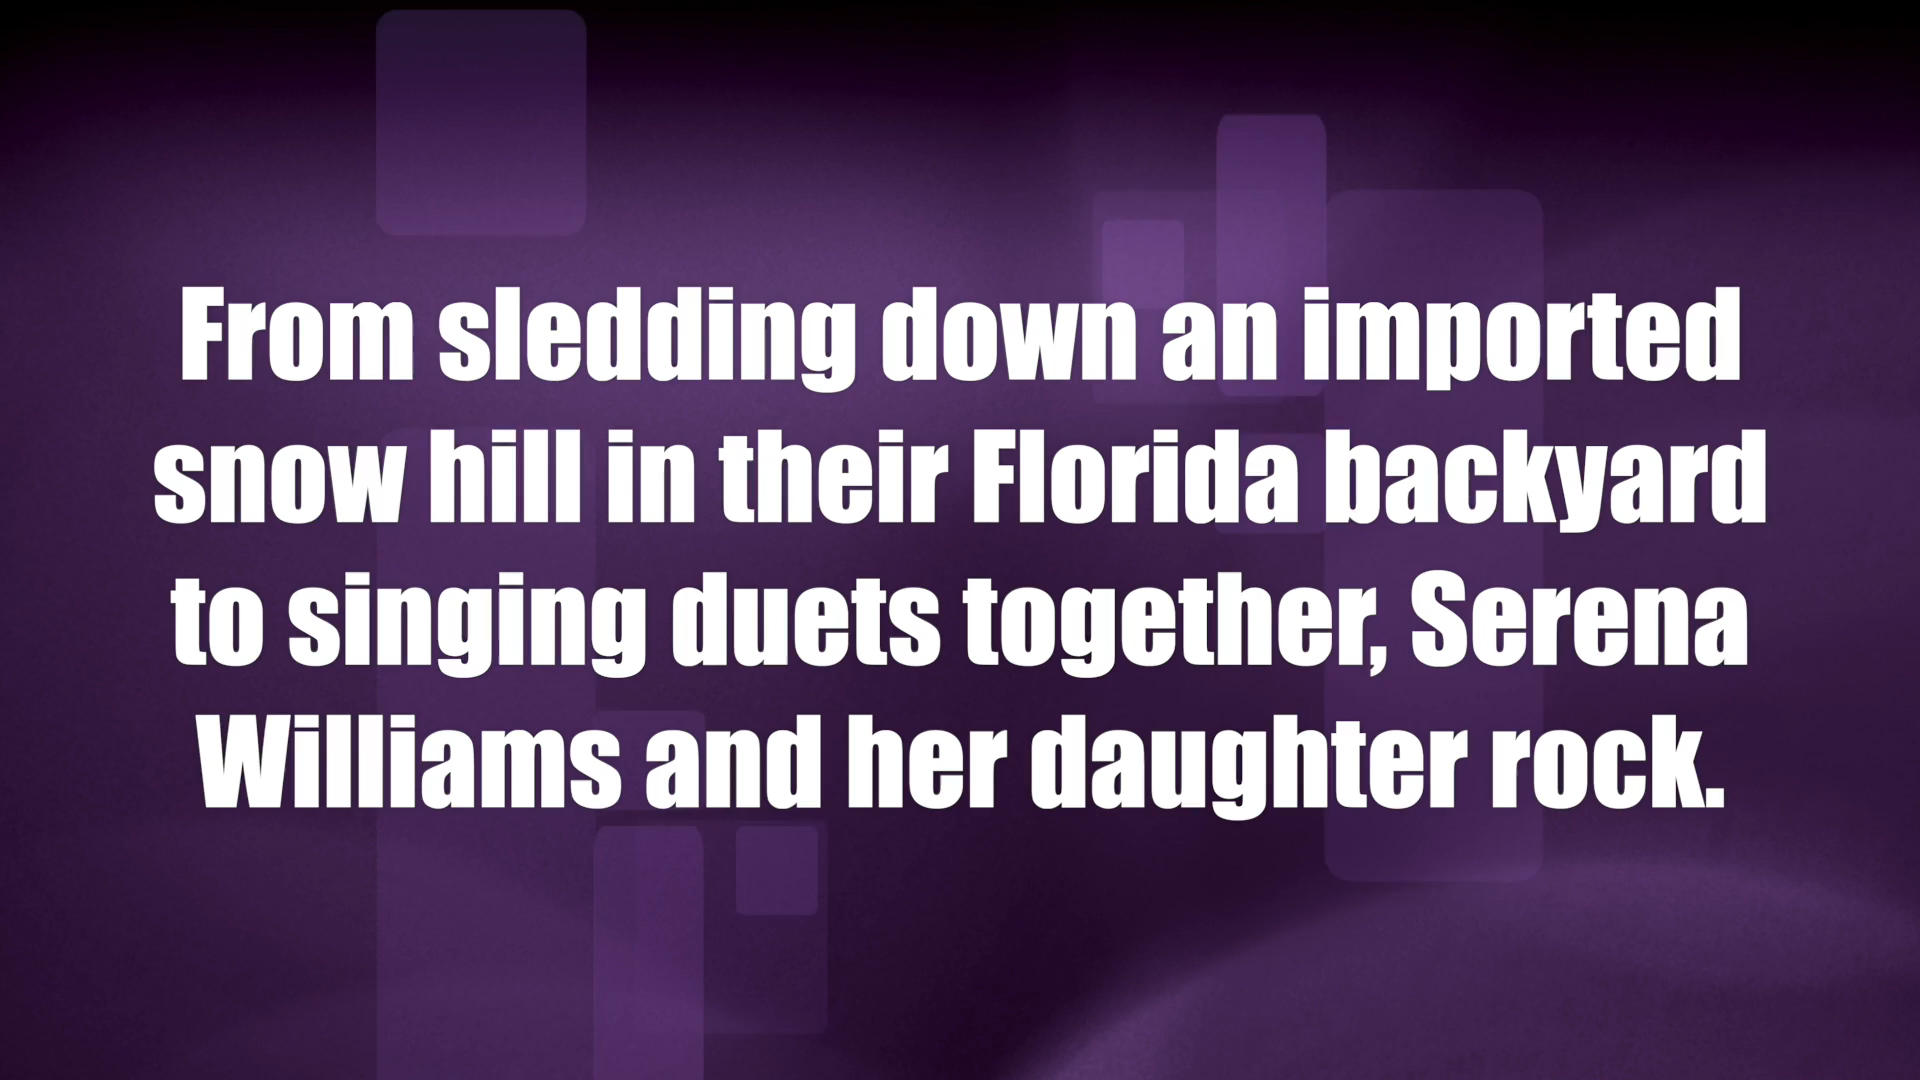 From sledding down an imported
snow hill in their Florida backyard
to singing duets together, Serena
Williams and her daughter rock.